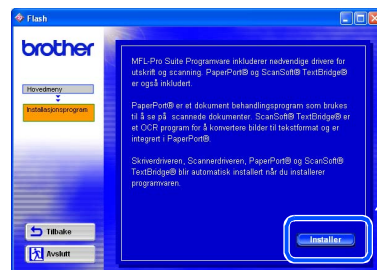 Flash
brother
Hovedmeny
Installasjonsprogram
MFL-Pro Suite Programvare inkluderer nødvendige drivere for
utskrift og scanning. PaperPort® og ScanSoft® TextBridge®
er også inkludert.
PaperPort® er et dokument behandlingsprogram som brukes
til å se på scannede dokumenter. ScanSoft® TextBridge® er
et OCR program for å konvertere bilder til tekstformat og er
integrert i PaperPort®.
Skriverdriveren, Scannerdriveren, PaperPort® og ScanSoft®
TextBridge® blir automatisk installert når du installerer
programvaren.
Tilbake
Avslutt
Installer